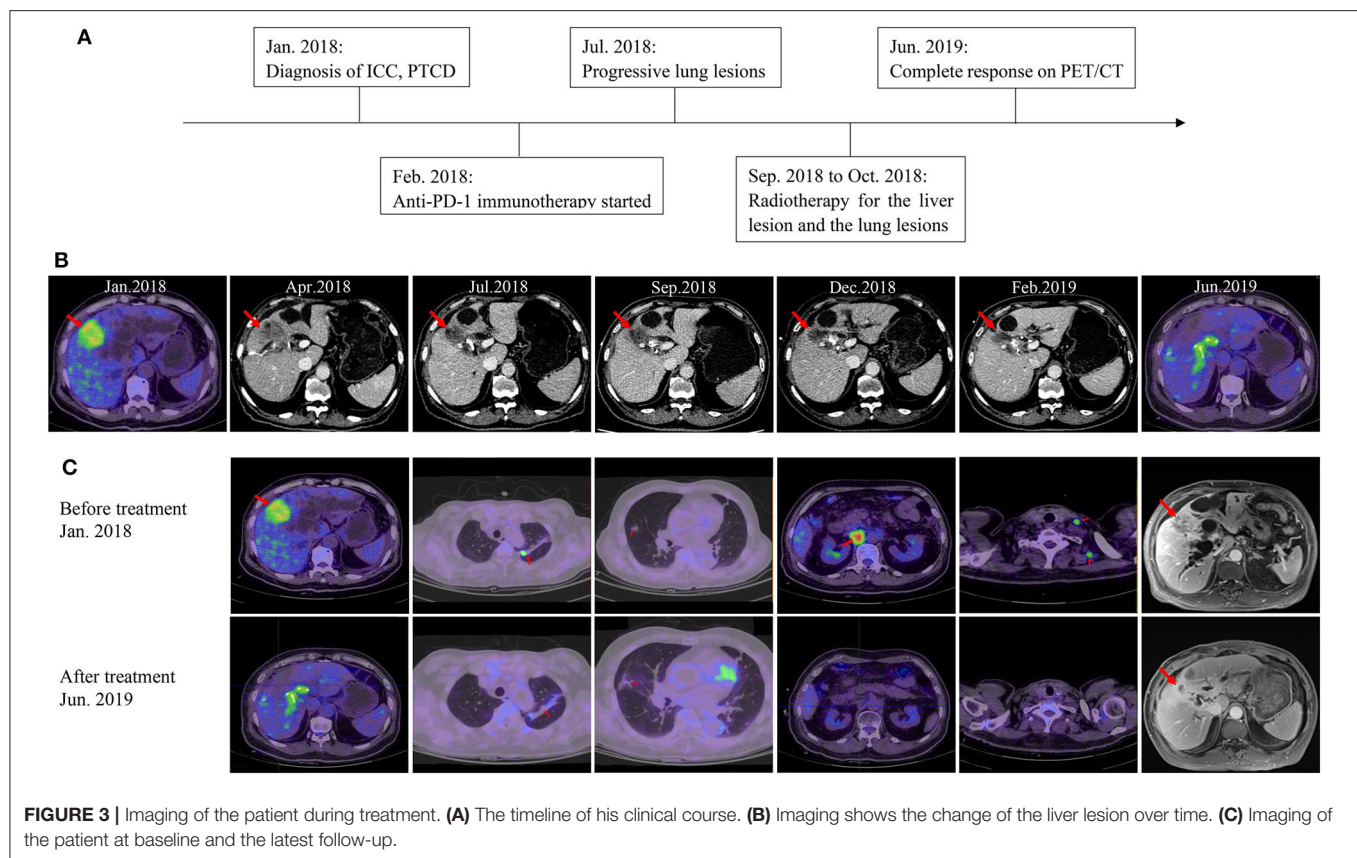 A
Jan. 2018:
Diagnosis of ICC, PTCD
Jul. 2018:
Progressive lung lesions
Jun. 2019:
Complete response on PET/CT
Feb. 2018:
Anti-PD-1 immunotherapy started
Sep. 2018 to Oct. 2018:
Radiotherapy for the liver
lesion and the lung lesions
B
Jan.2018
Apr.2018
Jul.2018
Sep.2018
Dec.2018
Feb.2019
Jun.2019
C
Before treatment
Jan. 2018
After treatment
Jun. 2019
FIGURE 3 | Imaging of the patient during treatment. (A) The timeline of his clinical course. (B) Imaging shows the change of the liver lesion over time. (C) Imaging of
the patient at baseline and the latest follow-up.